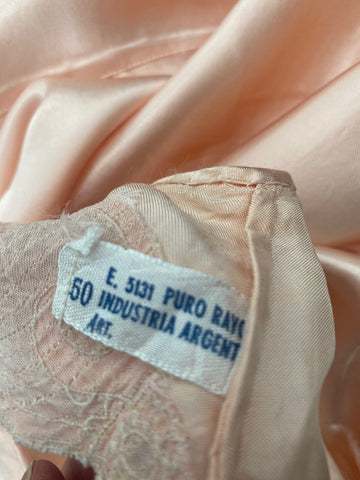 E. 5131 PURO RAYO
50 INDUSTRIA ARGENT
ART.